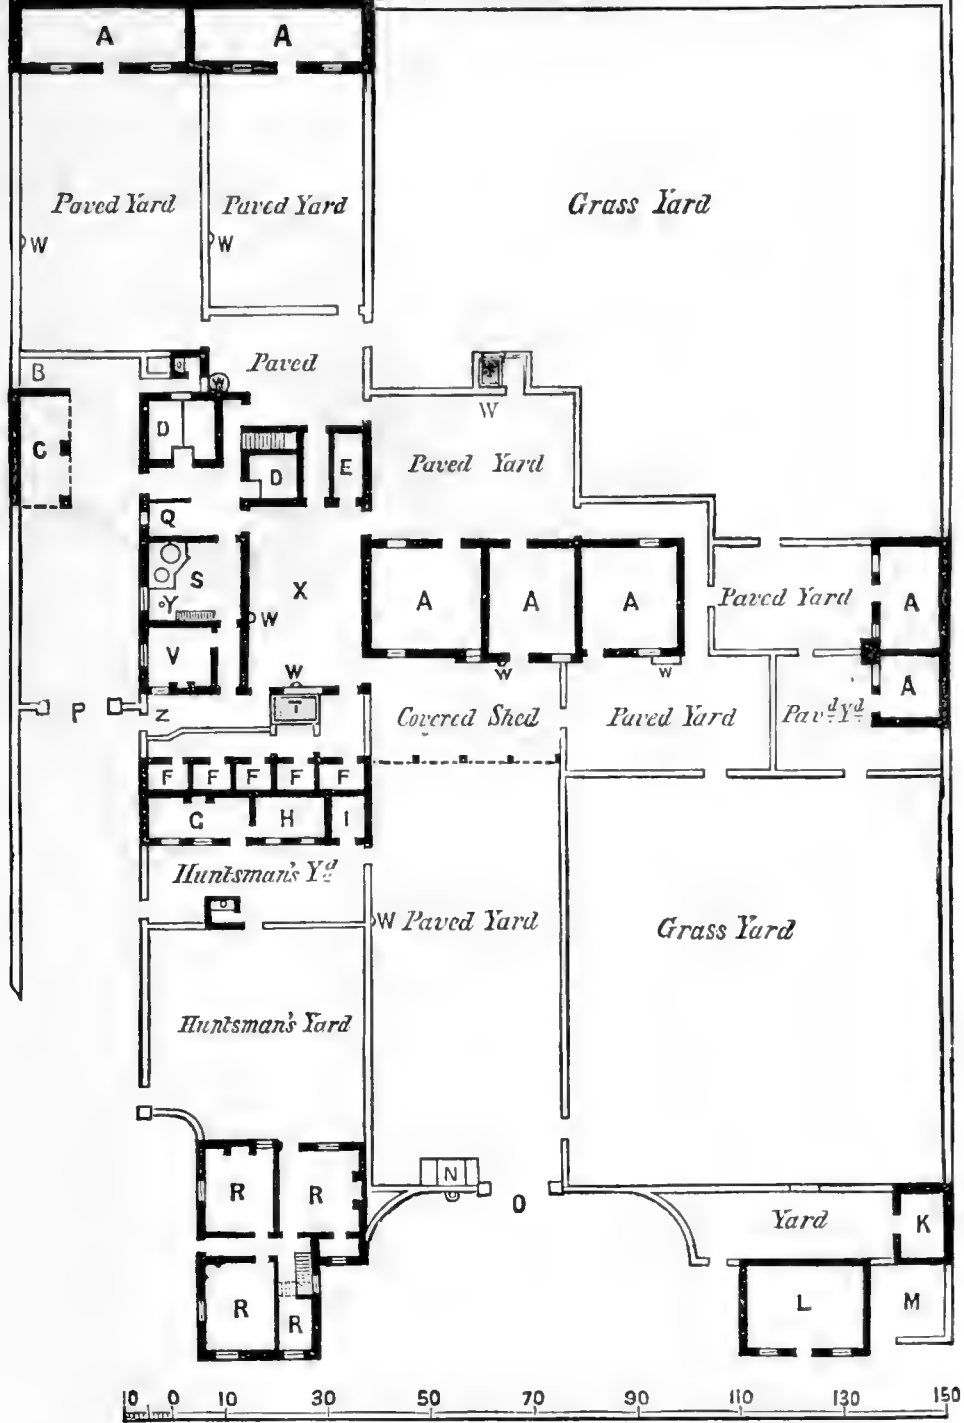 A A
Paved Yard Paved Yard Grass Yard
W W
Paved
B W
W
C D Paved Yard
D E
Q
S X A A A Paved Yard A
Y W
V W W W A
P Z T Covered Shed Paved Yard Pav.d Y.d
F F F F F
G H I
Huntsman's Y.d
W Paved Yard Grass Yard
Huntsman's Yard
N
R R O Yard K
R R L M
10 0 10 30 50 70 90 110 130 150